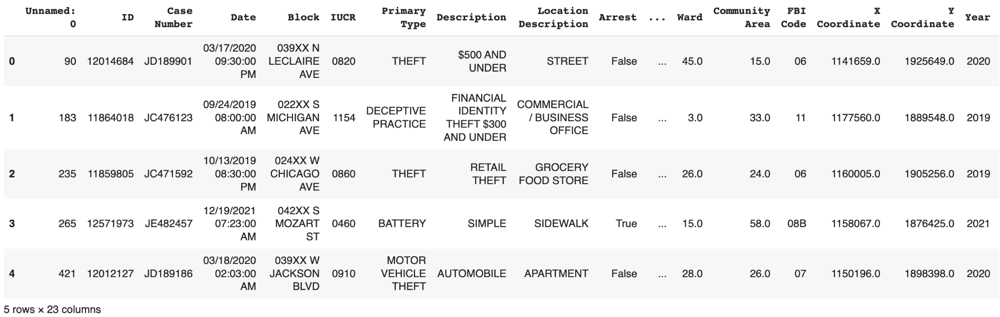 Unnamed: 0 ID Case Number Date Block IUCR Primary Type Description Location Description Arrest ... Ward Community Area FBI Code X Coordinate Y Coordinate Year
0 90 12014684 JD189901 03/17/2020 09:30:00 PM 039XX N LECLAIRE AVE 0820 THEFT $500 AND UNDER STREET False ... 45.0 15.0 06 1141659.0 1925649.0 2020
1 183 11864018 JC476123 09/24/2019 08:00:00 AM 022XX S MICHIGAN AVE 1154 DECEPTIVE PRACTICE FINANCIAL IDENTITY THEFT $300 AND UNDER COMMERCIAL / BUSINESS OFFICE False ... 3.0 33.0 11 1177560.0 1889548.0 2019
2 235 11859805 JC471592 10/13/2019 08:30:00 PM 024XX W CHICAGO AVE 0860 THEFT RETAIL THEFT GROCERY FOOD STORE False ... 26.0 24.0 06 1160005.0 1905256.0 2019
3 265 12571973 JE482457 12/19/2021 07:23:00 AM 042XX S MOZART ST 0460 BATTERY SIMPLE SIDEWALK True ... 15.0 58.0 08B 1158067.0 1876425.0 2021
4 421 12012127 JD189186 03/18/2020 02:03:00 AM 039XX W JACKSON BLVD 0910 MOTOR VEHICLE THEFT AUTOMOBILE APARTMENT False ... 28.0 26.0 07 1150196.0 1898398.0 2020
5 rows × 23 columns